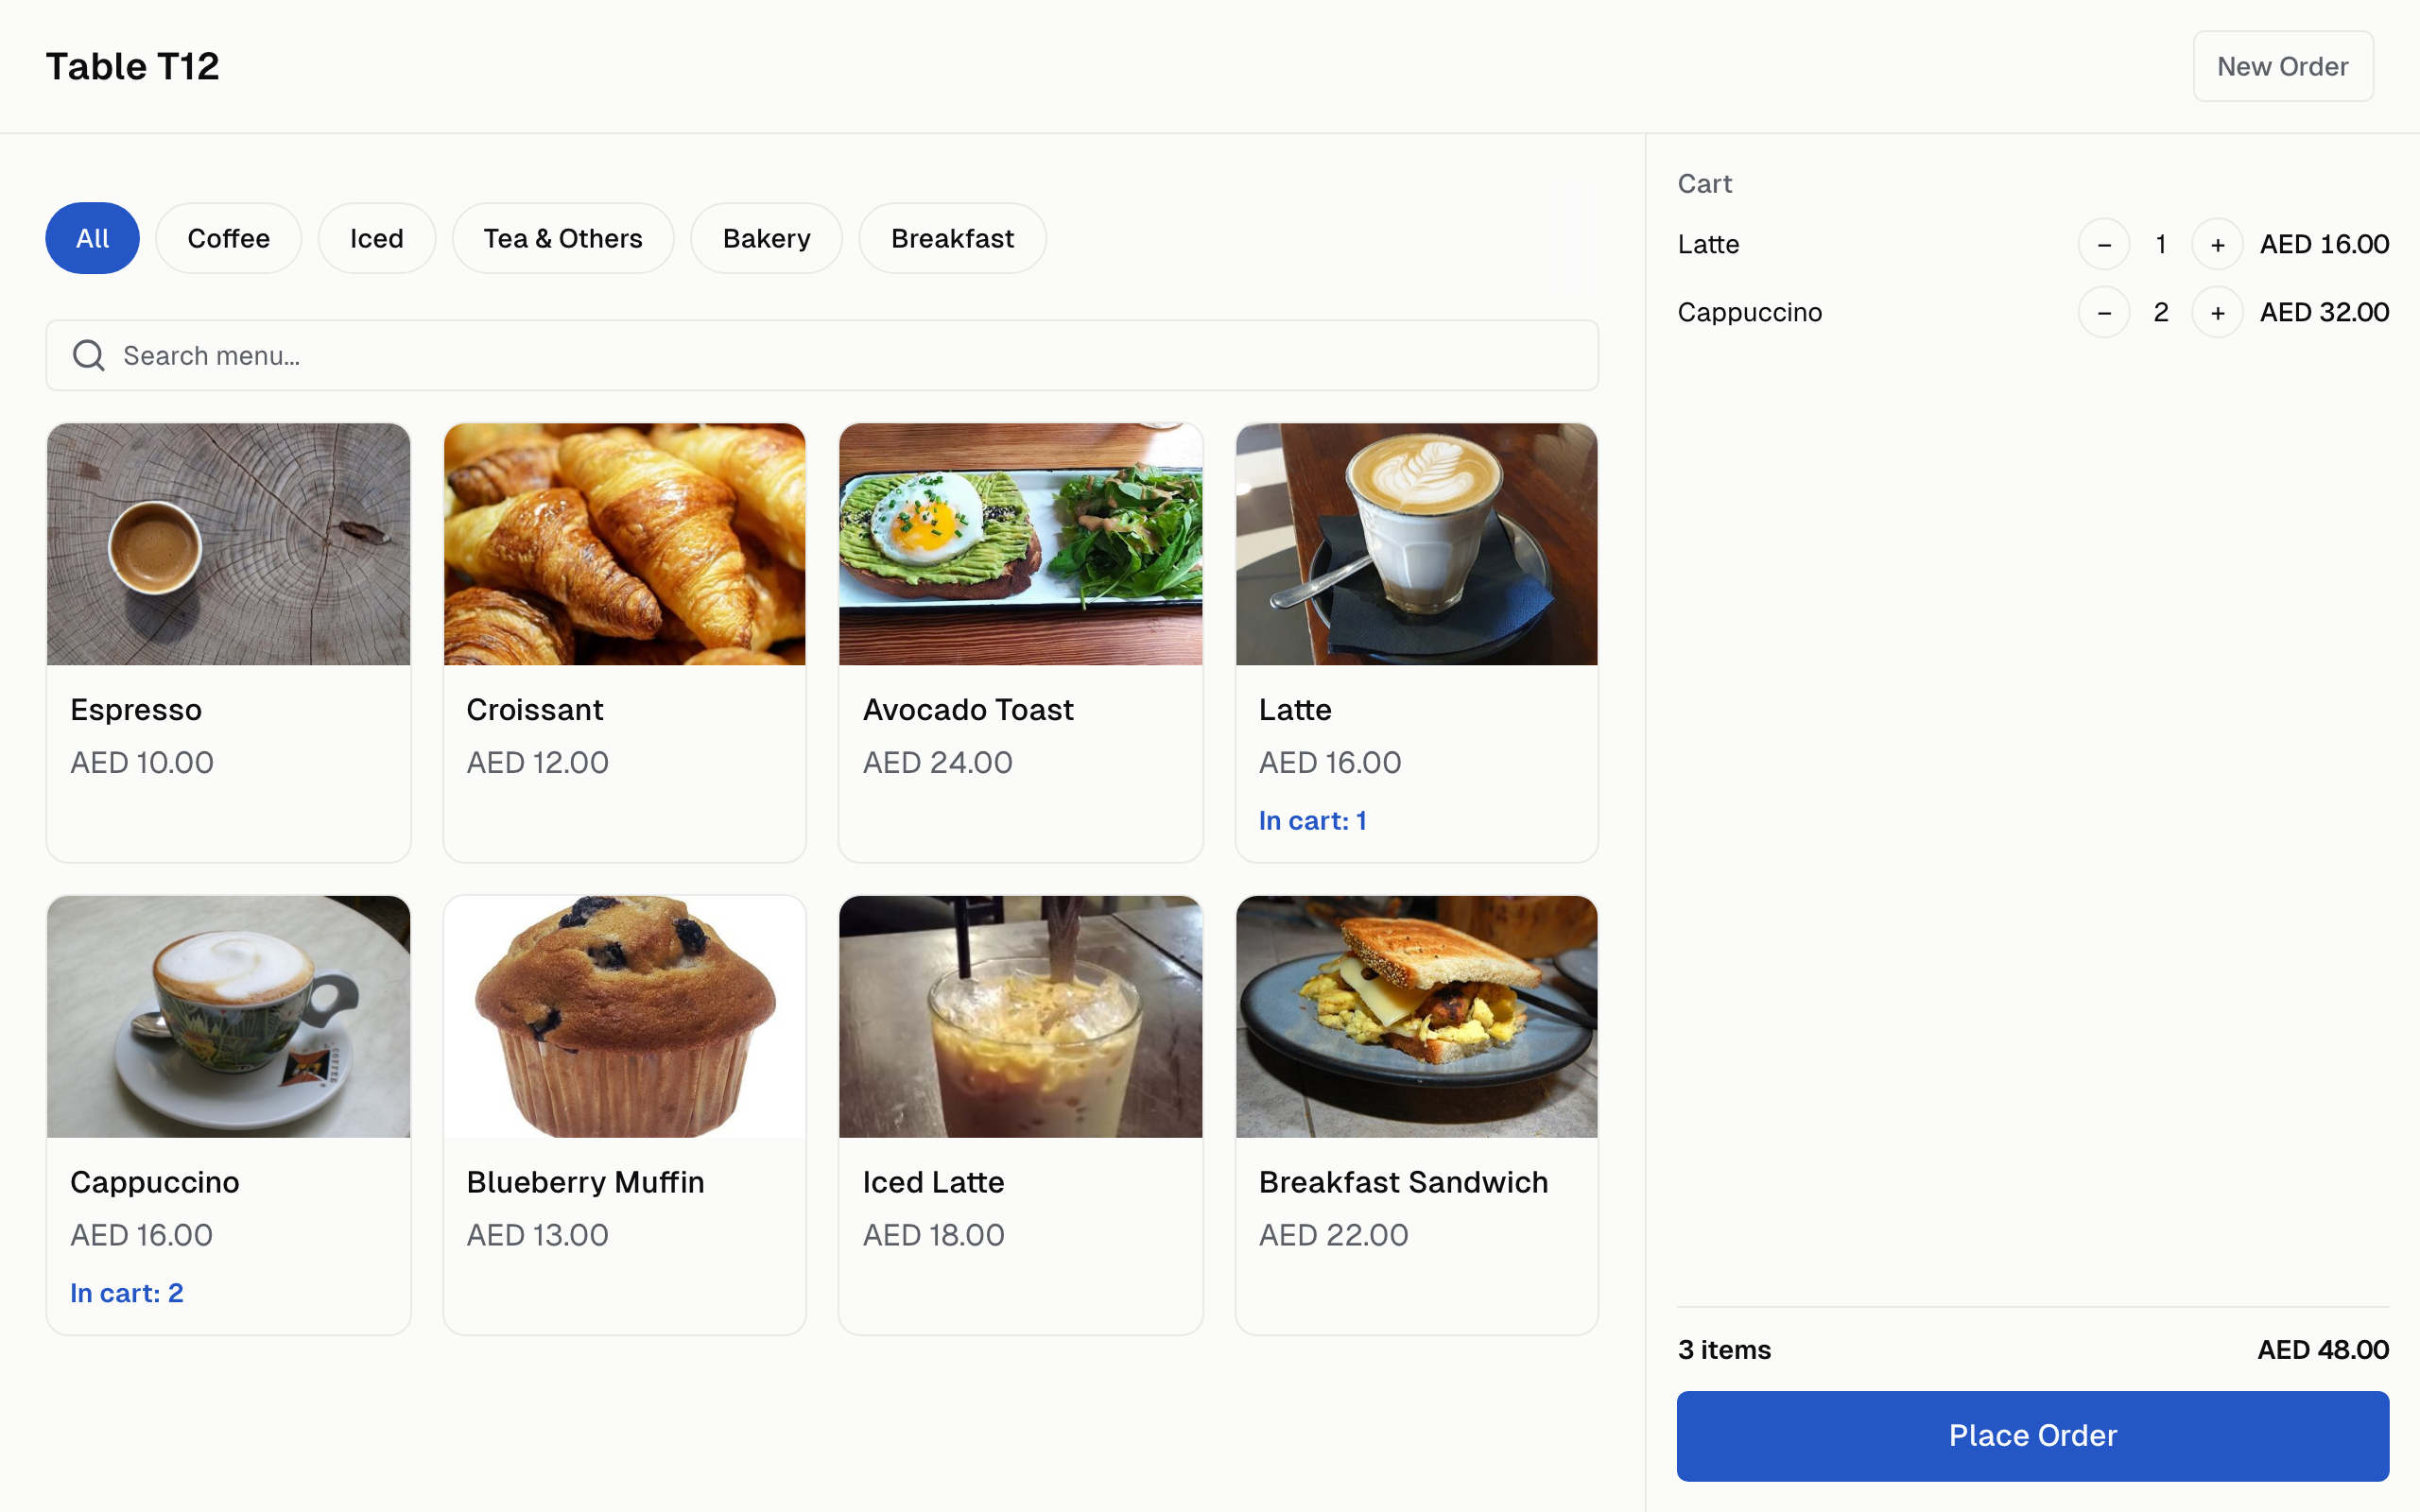 Table T12
New Order
All
Coffee
Iced
Tea & Others
Bakery
Breakfast
Search menu...
Espresso
AED 10.00
Croissant
AED 12.00
Avocado Toast
AED 24.00
Latte
AED 16.00
In cart: 1
Cappuccino
AED 16.00
In cart: 2
Blueberry Muffin
AED 13.00
Iced Latte
AED 18.00
Breakfast Sandwich
AED 22.00
Cart
Latte − 1 + AED 16.00
Cappuccino − 2 + AED 32.00
3 items AED 48.00
Place Order